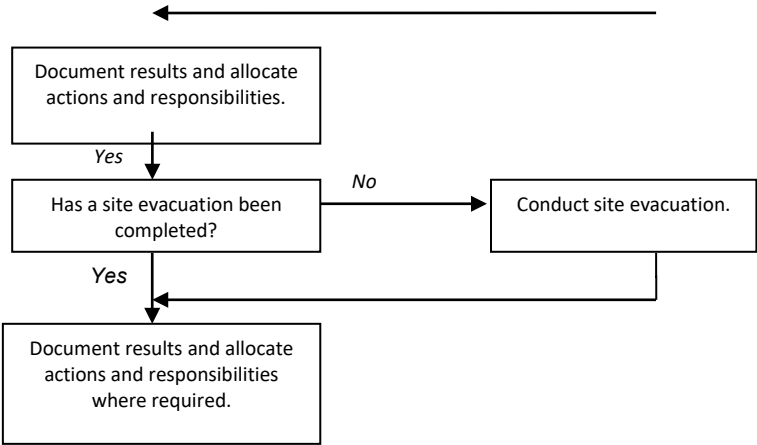 Document results and allocate
actions and responsibilities.
Yes
Has a site evacuation been
completed?
No
Conduct site evacuation.
Yes
Document results and allocate
actions and responsibilities
where required.